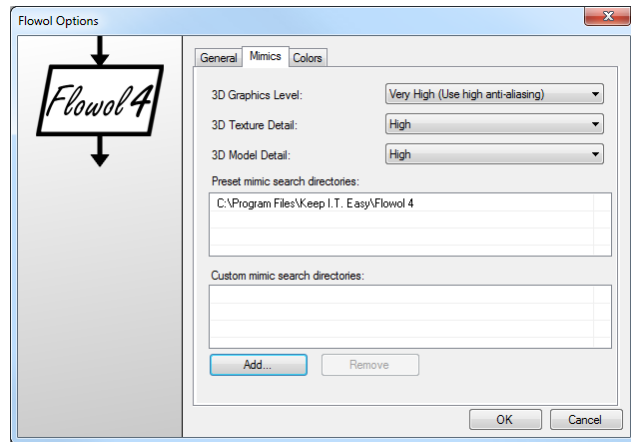 Flowol Options
Flowol 4
General Mimics Colors
3D Graphics Level: Very High (Use high anti-aliasing)
3D Texture Detail: High
3D Model Detail: High
Preset mimic search directories:
C:\Program Files\Keep I.T. Easy\Flowol 4
Custom mimic search directories:
Add... Remove
OK Cancel